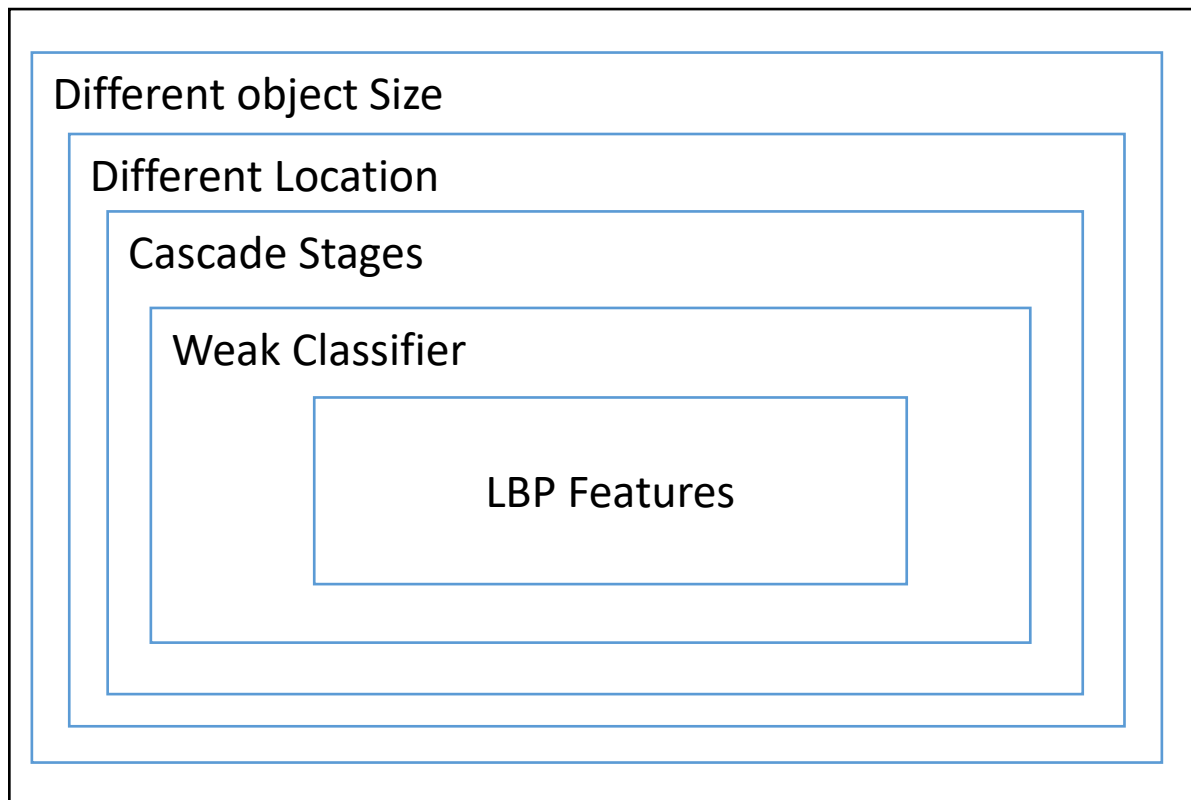 Different object Size
Different Location
Cascade Stages
Weak Classifier
LBP Features